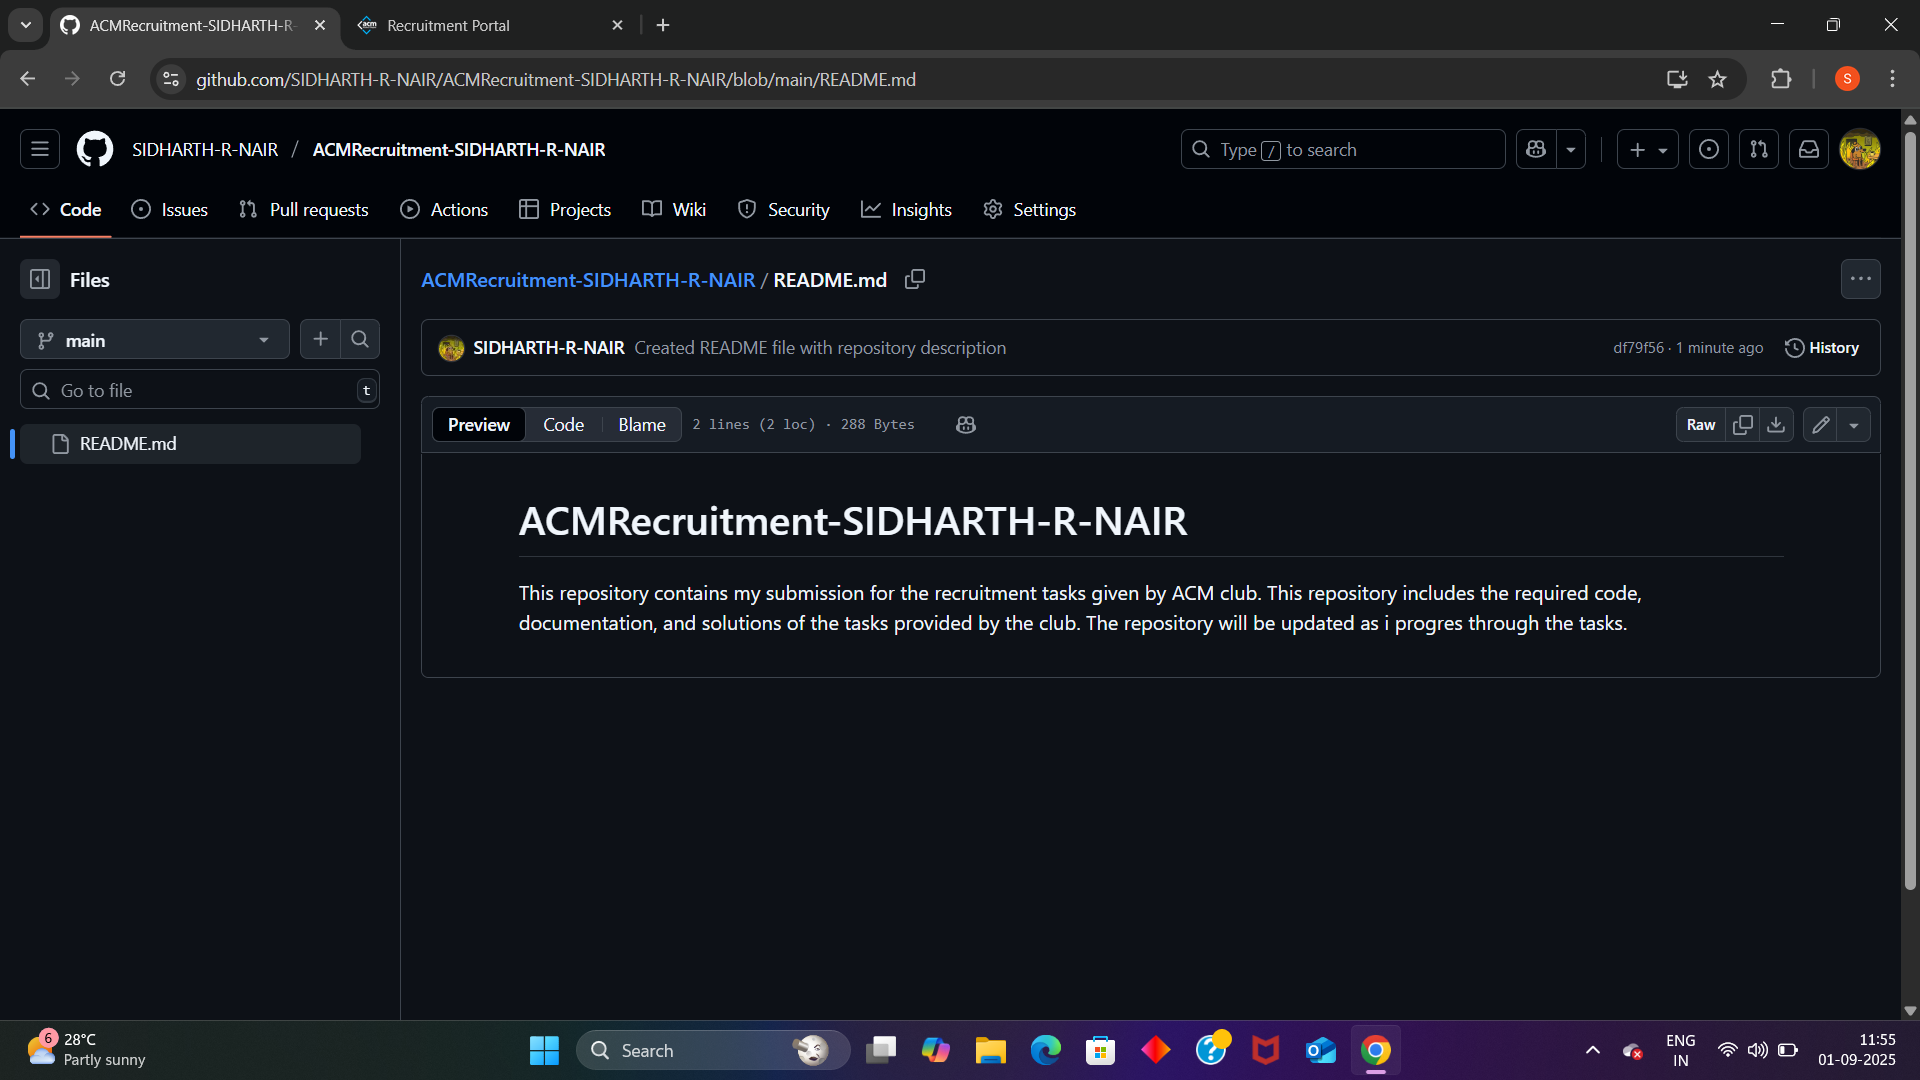 ACMRecruitment-SIDHARTH-R-
Recruitment Portal
github.com/SIDHARTH-R-NAIR/ACMRecruitment-SIDHARTH-R-NAIR/blob/main/README.md
S
SIDHARTH-R-NAIR / ACMRecruitment-SIDHARTH-R-NAIR
Type / to search
Code
Issues
Pull requests
Actions
Projects
Wiki
Security
Insights
Settings
Files
main
Go to file
t
README.md
ACMRecruitment-SIDHARTH-R-NAIR / README.md
SIDHARTH-R-NAIR Created README file with repository description
df79f56 · 1 minute ago
History
Preview
Code
Blame
2 lines (2 loc) · 288 Bytes
Raw
ACMRecruitment-SIDHARTH-R-NAIR
This repository contains my submission for the recruitment tasks given by ACM club. This repository includes the required code,
documentation, and solutions of the tasks provided by the club. The repository will be updated as i progres through the tasks.
6
28°C
Partly sunny
Search
ENG
IN
11:55
01-09-2025